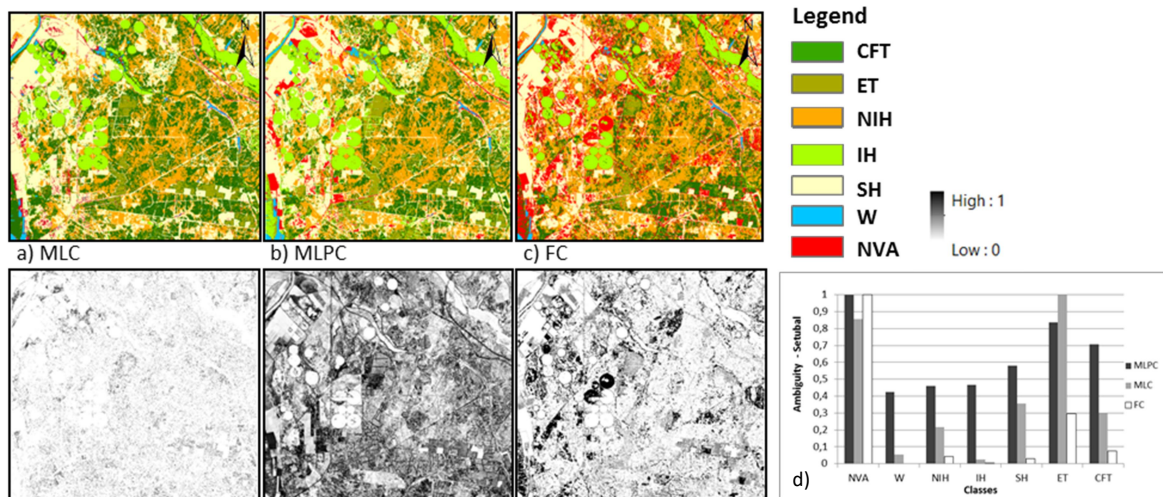 N
N
N
a) MLC
b) MLPC
c) FC
Legend
CFT
ET
NIH
IH
SH
W
NVA
High : 1
Low : 0
Ambiguity - Setubal
1
0,9
0,8
0,7
0,6
0,5
0,4
0,3
0,2
0,1
0
NVA W NIH IH SH ET CFT
Classes
MLPC
MLC
FC
d)